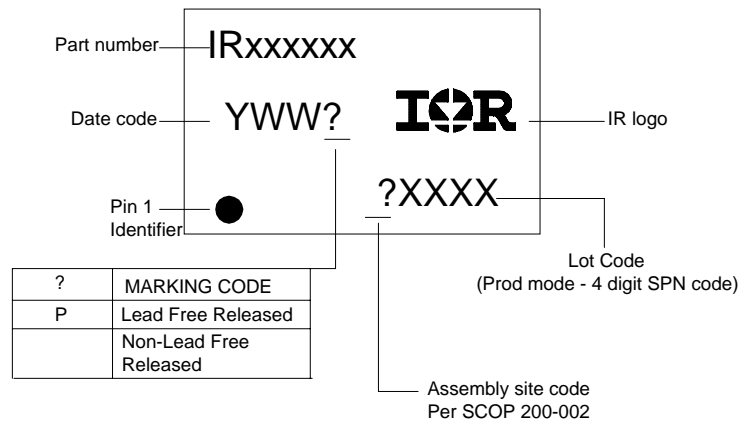 Part number
IRxxxxxx
Date code
YWW?
IOR
IR logo
Pin 1
Identifier
?XXXX
Lot Code
(Prod mode - 4 digit SPN code)
? MARKING CODE
P Lead Free Released
Non-Lead Free
Released
Assembly site code
Per SCOP 200-002